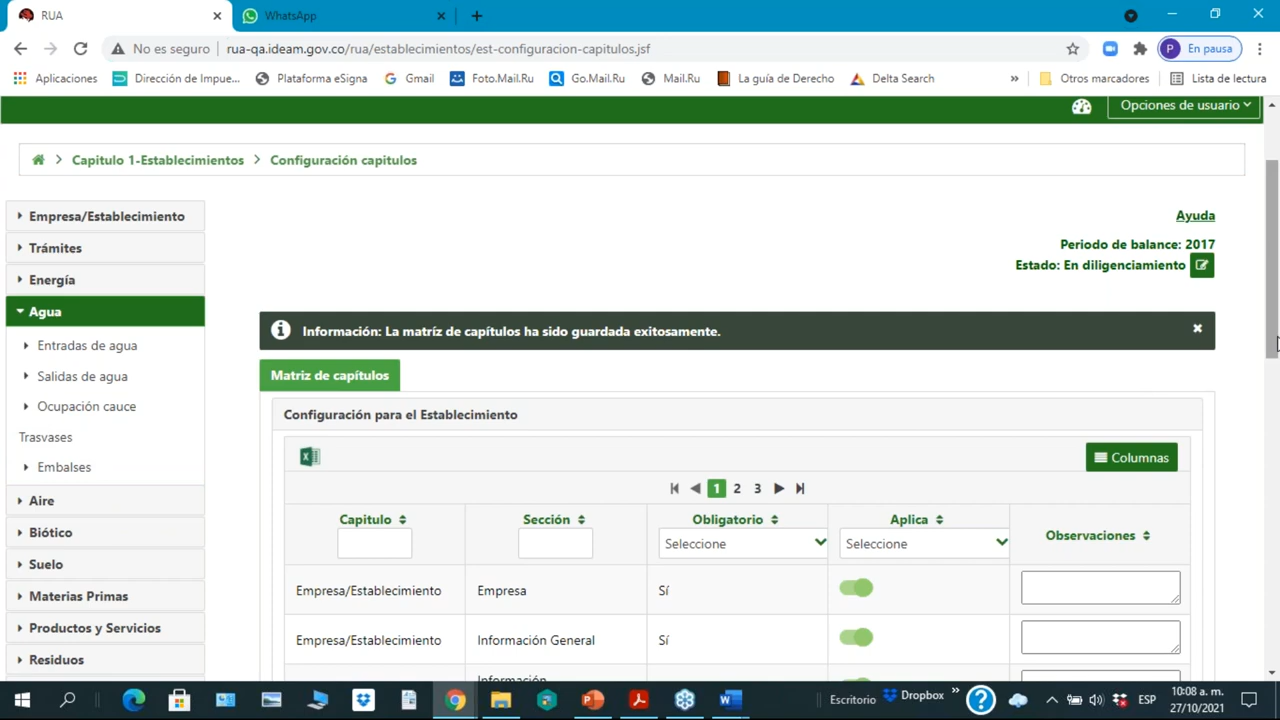 RUA
WhatsApp
No es seguro
rua-qa.ideam.gov.co/rua/establecimientos/est-configuracion-capitulos.jsf
P En pausa
Aplicaciones Dirección de Impue... Plataforma eSigna Gmail Foto.Mail.Ru Go.Mail.Ru Mail.Ru La guía de Derecho Delta Search » Otros marcadores Lista de lectura
Opciones de usuario
Capitulo 1-Establecimientos > Configuración capitulos
Empresa/Establecimiento
Trámites
Energía
Agua
Entradas de agua
Salidas de agua
Ocupación cauce
Trasvases
Embalses
Aire
Biótico
Suelo
Materias Primas
Productos y Servicios
Residuos
Ayuda
Periodo de balance: 2017
Estado: En diligenciamiento
Información: La matríz de capítulos ha sido guardada exitosamente.
Matriz de capítulos
Configuración para el Establecimiento
Columnas
1 2 3
Capitulo Sección Obligatorio Aplica Observaciones
Seleccione Seleccione
Empresa/Establecimiento Empresa Sí
Empresa/Establecimiento Información General Sí
Información
Escritorio Dropbox » ESP
10:08 a. m.
27/10/2021